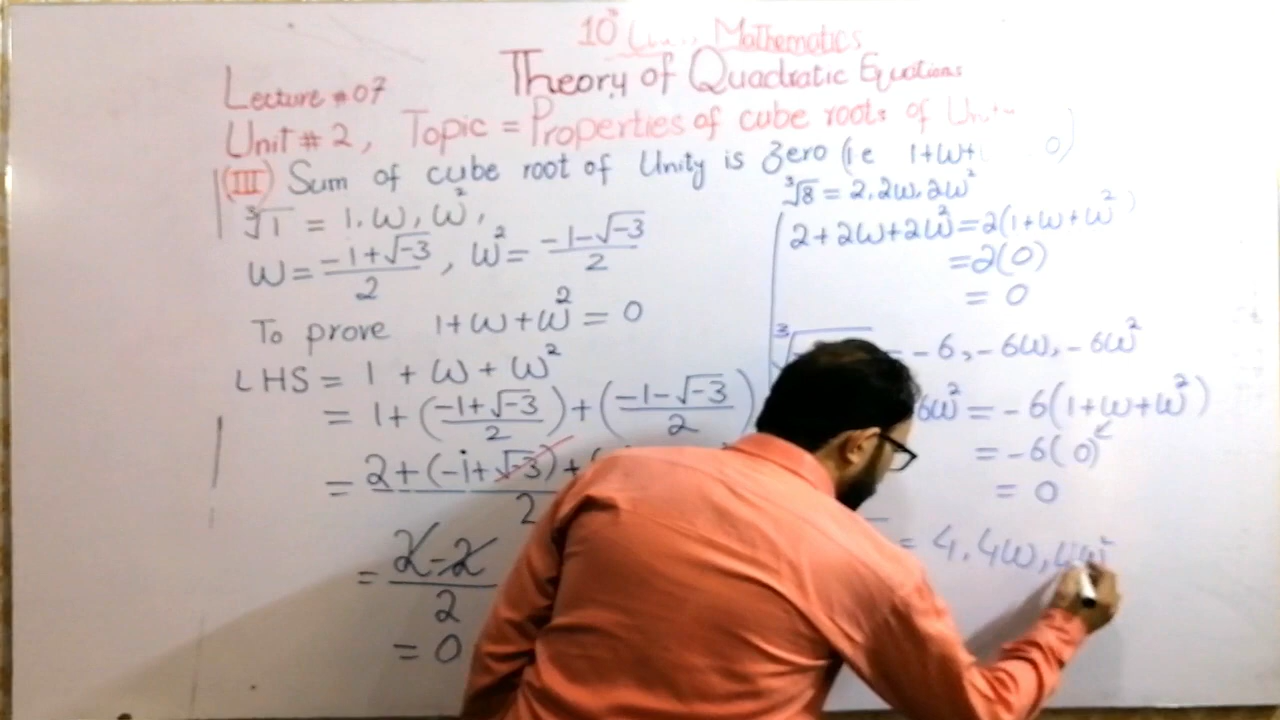 10th Mathematics
Theory of Quadratic Equations
Lecture # 07
Unit # 2, Topic = Properties of cube roots of
(III) Sum of cube root of Unity is Zero (i.e 1+ω+ 0)
∛1 = 1, ω, ω²,
ω = (-1+√-3)/2 , ω² = (-1-√-3)/2
To prove 1+ω+ω² = 0
LHS = 1 + ω + ω²
= 1 + ((-1+√-3)/2) + ((-1-√-3)/2)
= 2+(-1+√-3)+( / 2
= (2-2)/2
= 0
∛8 = 2, 2ω, 2ω²
2+2ω+2ω² = 2(1+ω+ω²)
= 2(0)
= 0
∛ = -6, -6ω, -6ω²
6ω² = -6(1+ω+ω²)
= -6(0)
= 0
= 4, 4ω, 4ω²